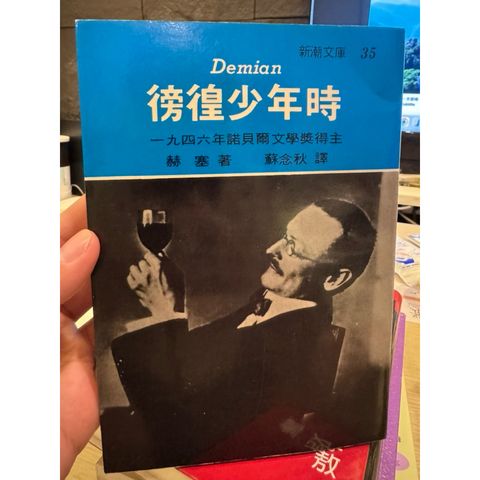 新潮文庫 35
Demian
徬徨少年時
一九四六年諾貝爾文學獎得主
赫塞著 蘇念秋譯
敎